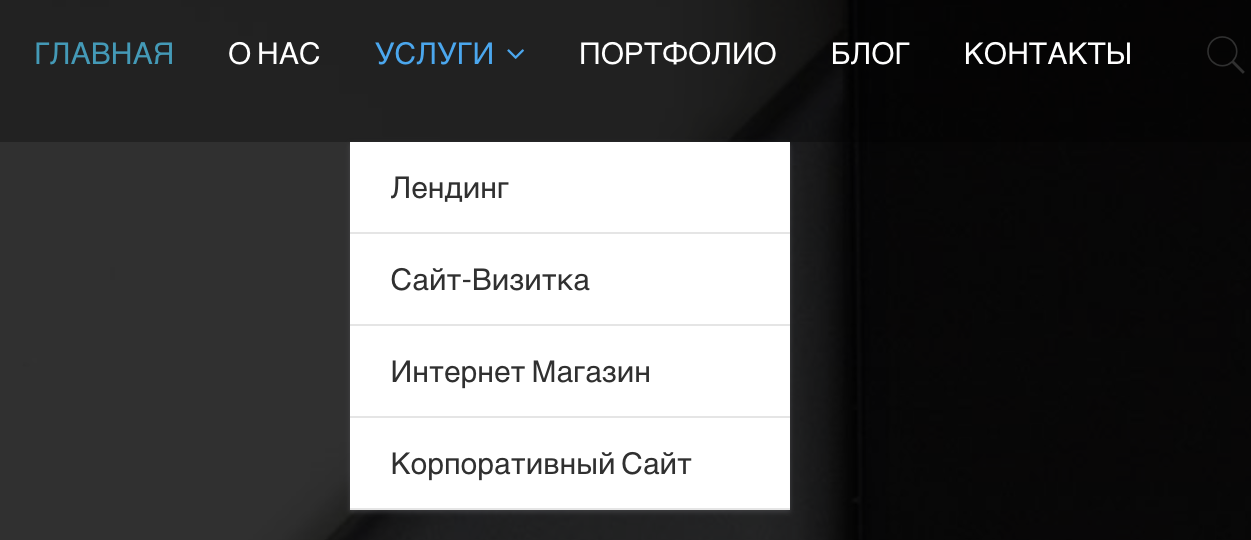 ГЛАВНАЯ О НАС УСЛУГИ ПОРТФОЛИО БЛОГ КОНТАКТЫ
Лендинг
Сайт-Визитка
Интернет Магазин
Корпоративный Сайт